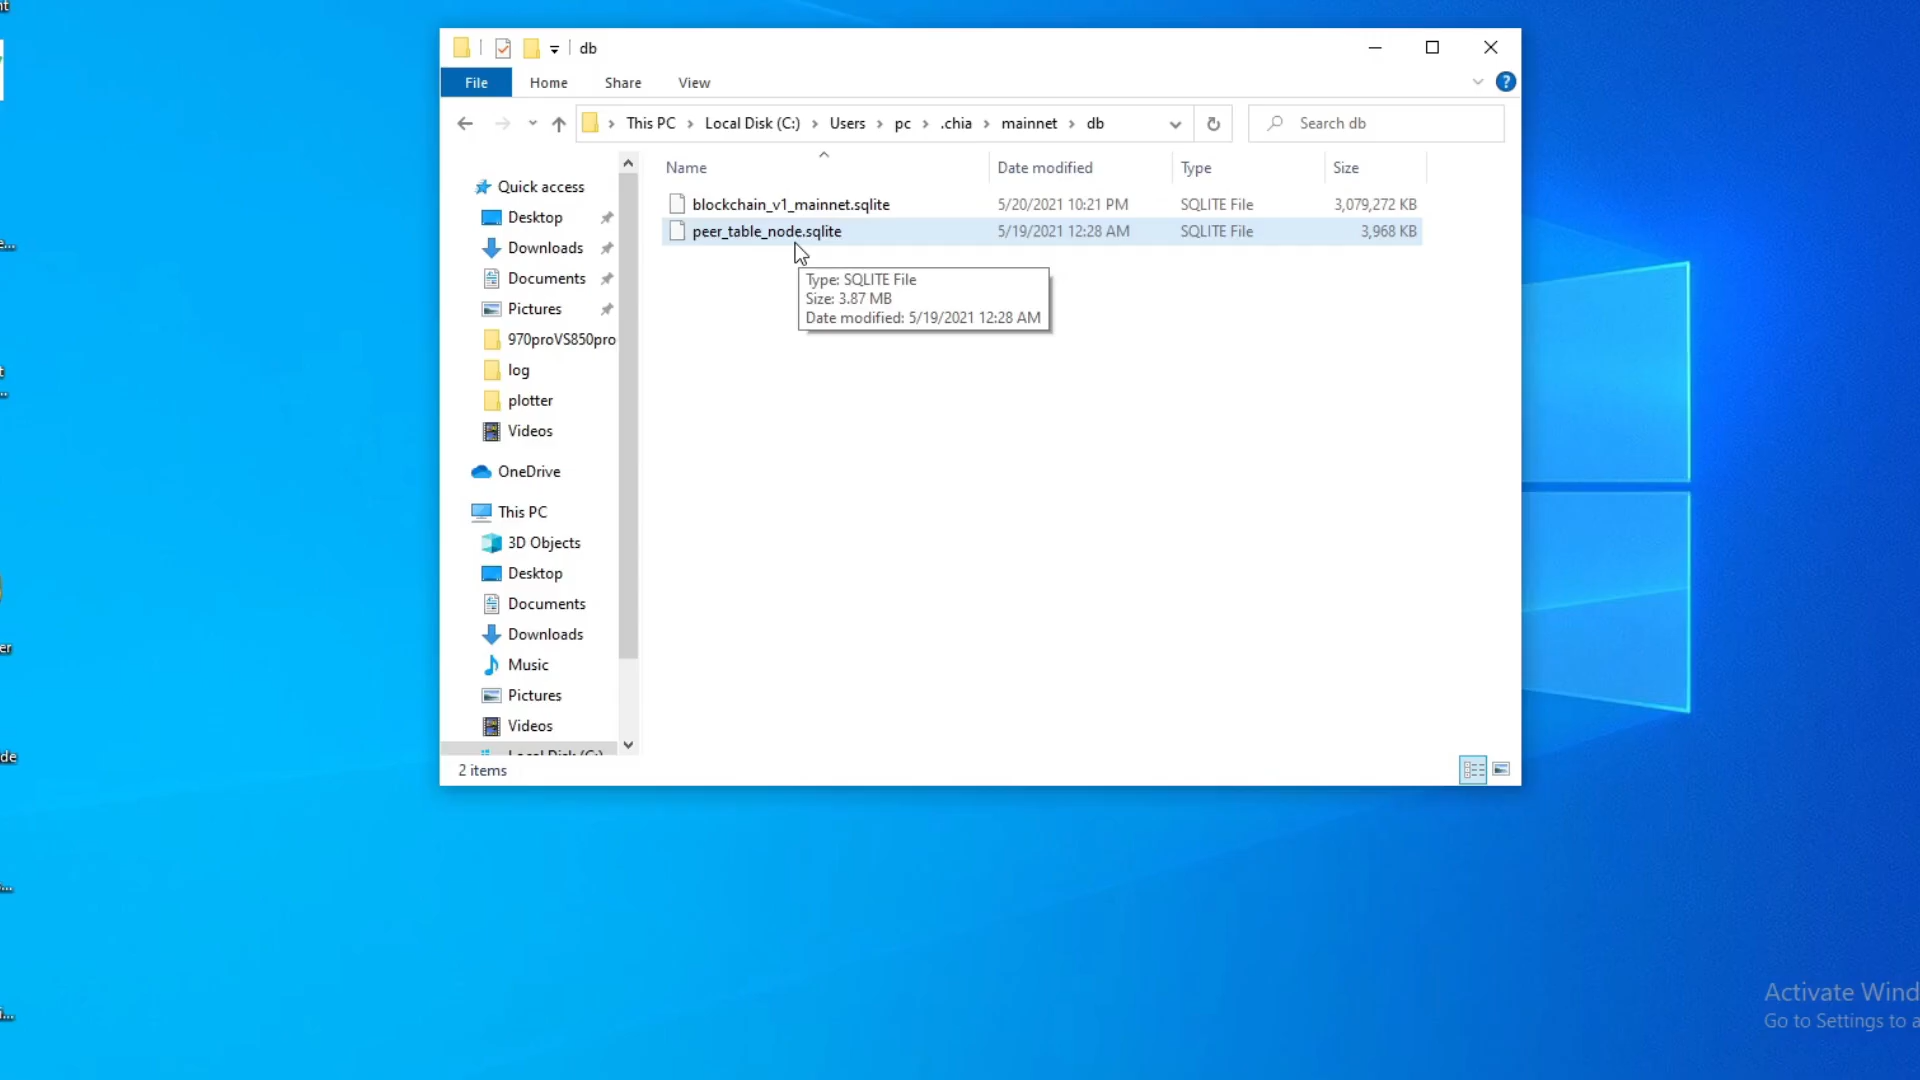 db
File Home Share View
This PC Local Disk (C:) Users pc .chia mainnet db Search db
Name Date modified Type Size
blockchain_v1_mainnet.sqlite 5/20/2021 10:21 PM SQLITE File 3,079,272 KB
peer_table_node.sqlite 5/19/2021 12:28 AM SQLITE File 3,968 KB
Type: SQLITE File
Size: 3.87 MB
Date modified: 5/19/2021 12:28 AM
Quick access
Desktop
Downloads
Documents
Pictures
970proVS850pro
log
plotter
Videos
OneDrive
This PC
3D Objects
Desktop
Documents
Downloads
Music
Pictures
Videos
Local Disk (C:)
2 items
Activate Wind
Go to Settings to a